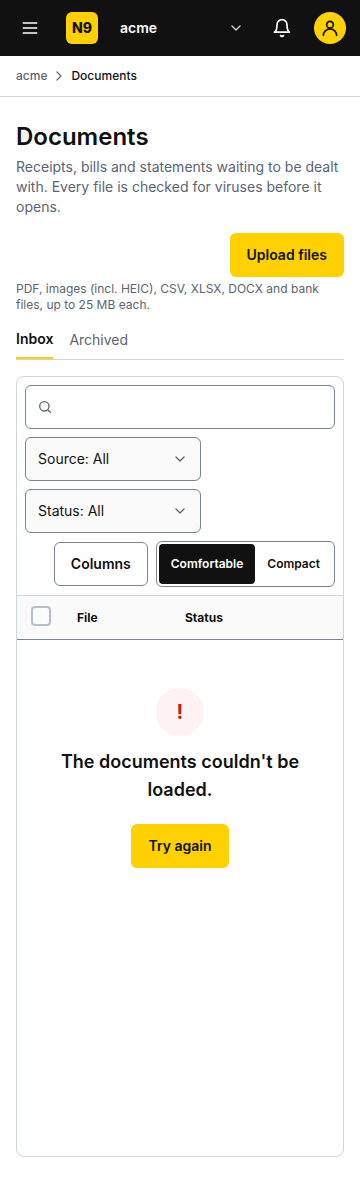 N9 acme
acme > Documents
Documents
Receipts, bills and statements waiting to be dealt
with. Every file is checked for viruses before it
opens.
Upload files
PDF, images (incl. HEIC), CSV, XLSX, DOCX and bank
files, up to 25 MB each.
Inbox Archived
Source: All
Status: All
Columns Comfortable Compact
File Status
!
The documents couldn't be
loaded.
Try again